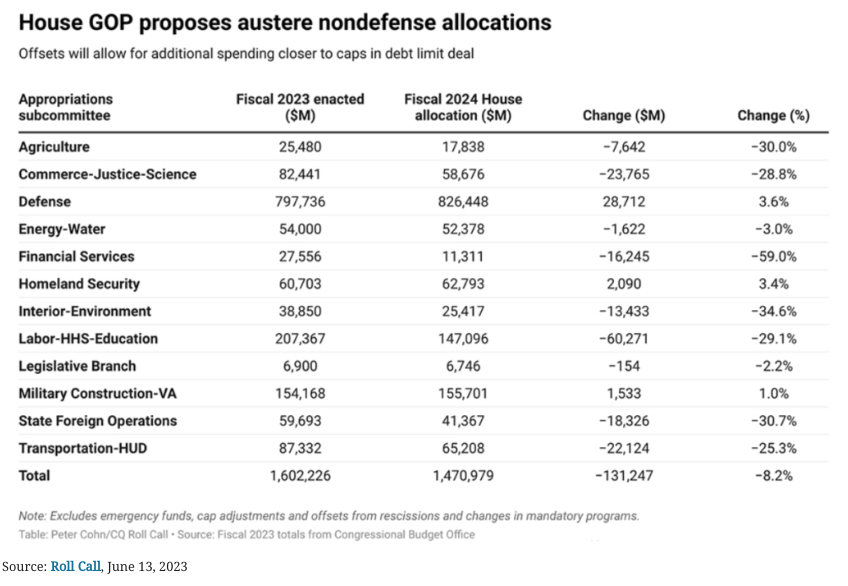 House GOP proposes austere nondefense allocations
Offsets will allow for additional spending closer to caps in debt limit deal
Appropriations subcommittee Fiscal 2023 enacted ($M) Fiscal 2024 House allocation ($M) Change ($M) Change (%)
Agriculture 25,480 17,838 −7,642 −30.0%
Commerce-Justice-Science 82,441 58,676 −23,765 −28.8%
Defense 797,736 826,448 28,712 3.6%
Energy-Water 54,000 52,378 −1,622 −3.0%
Financial Services 27,556 11,311 −16,245 −59.0%
Homeland Security 60,703 62,793 2,090 3.4%
Interior-Environment 38,850 25,417 −13,433 −34.6%
Labor-HHS-Education 207,367 147,096 −60,271 −29.1%
Legislative Branch 6,900 6,746 −154 −2.2%
Military Construction-VA 154,168 155,701 1,533 1.0%
State Foreign Operations 59,693 41,367 −18,326 −30.7%
Transportation-HUD 87,332 65,208 −22,124 −25.3%
Total 1,602,226 1,470,979 −131,247 −8.2%
Note: Excludes emergency funds, cap adjustments and offsets from rescissions and changes in mandatory programs.
Table: Peter Cohn/CQ Roll Call • Source: Fiscal 2023 totals from Congressional Budget Office
Source: Roll Call, June 13, 2023